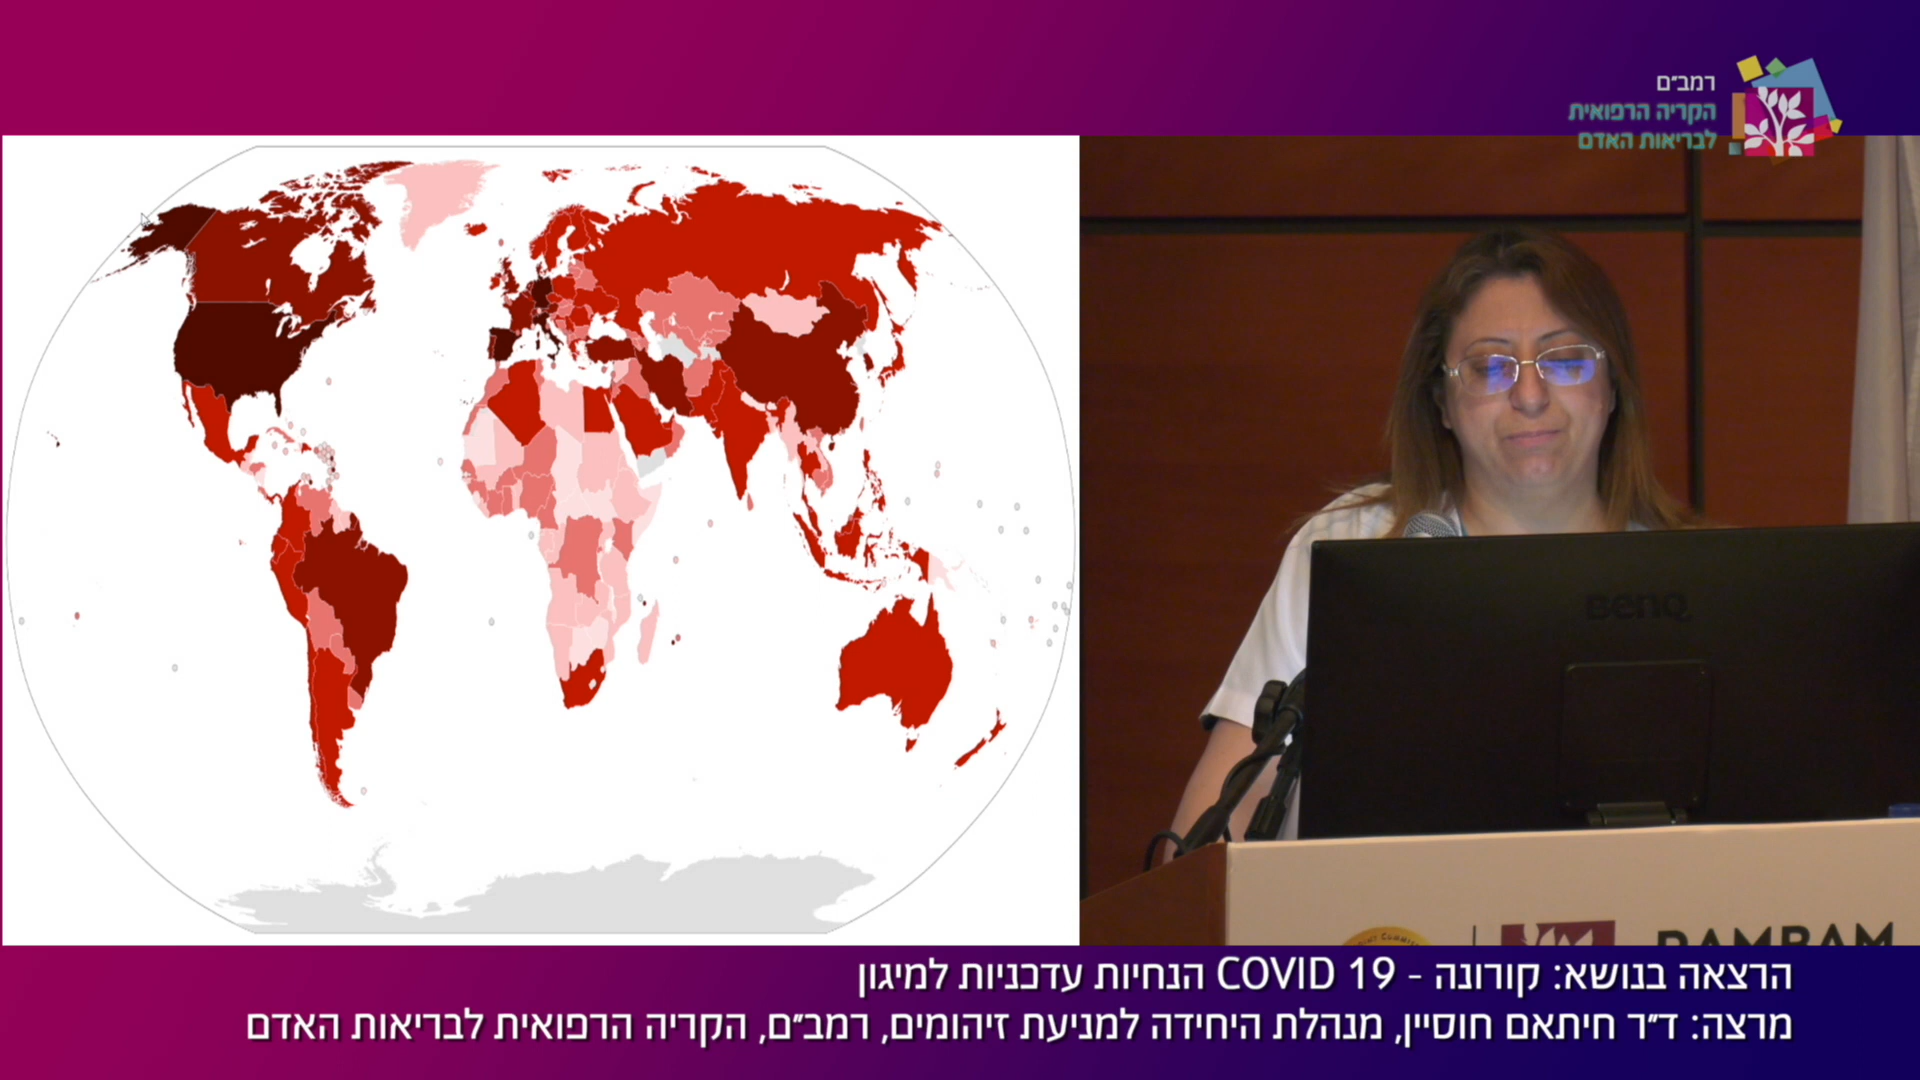 רמב״ם
הקריה הרפואית
לבריאות האדם
BenQ
RAMBAM
הרצאה בנושא: קורונה - COVID 19 הנחיות עדכניות למיגון
מרצה: ד״ר חיתאם חוסיין, מנהלת היחידה למניעת זיהומים, רמב״ם, הקריה הרפואית לבריאות האדם